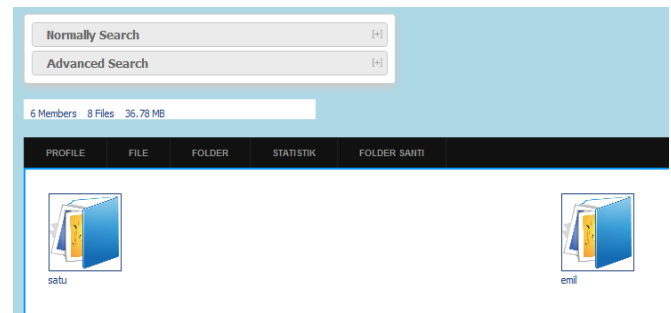 Normally Search [+]
Advanced Search [+]
6 Members 8 Files 36.78 MB
PROFILE FILE FOLDER STATISTIK FOLDER SANTI
satu emil